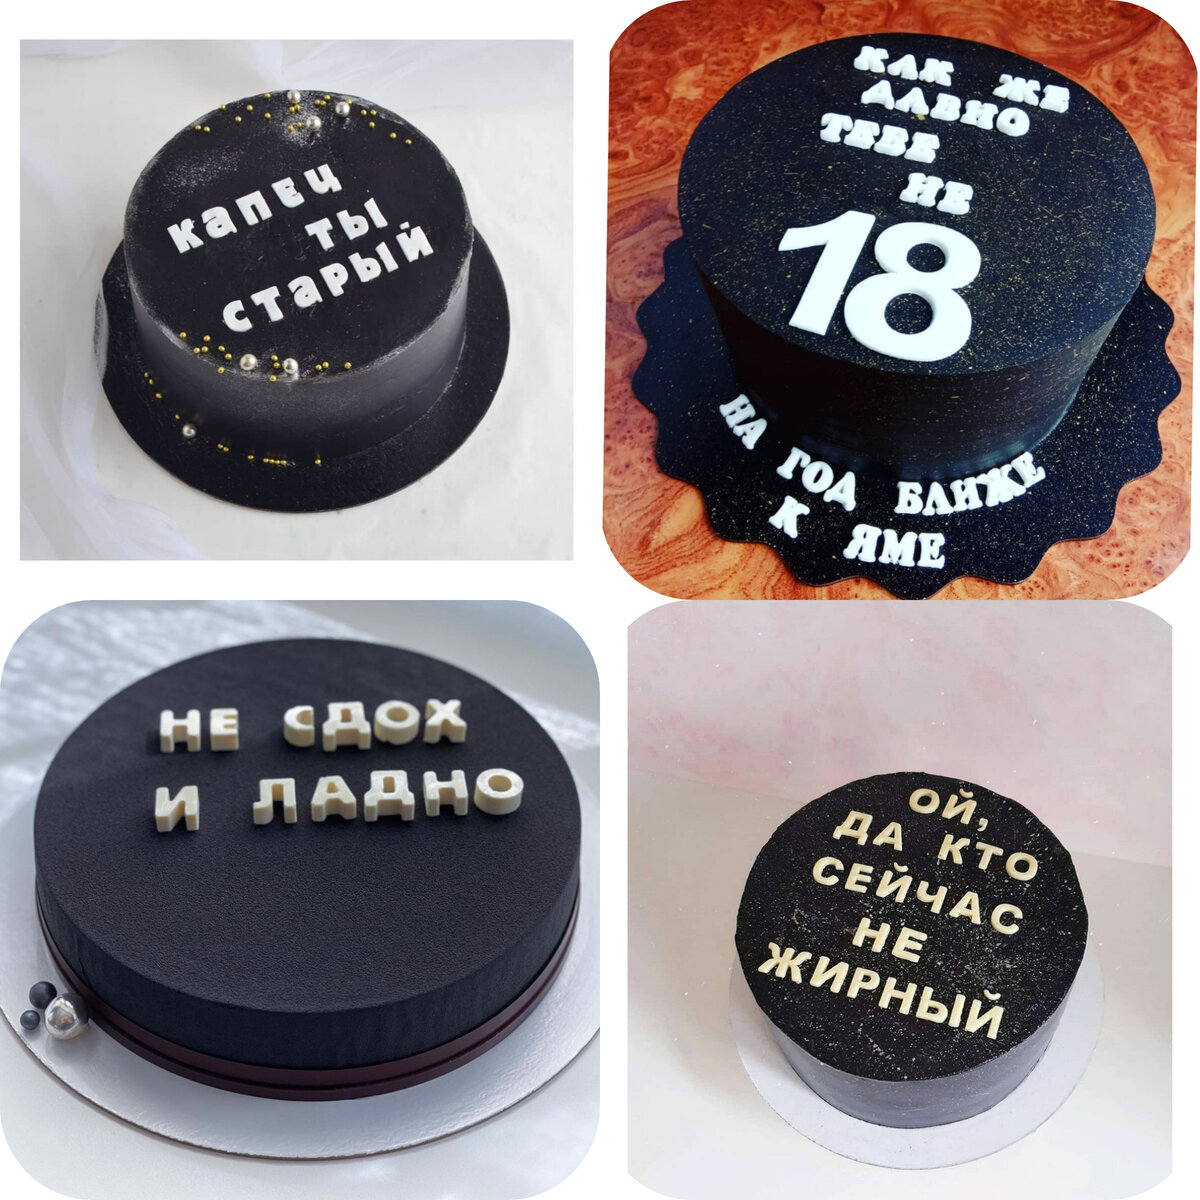 капец
ты
старый
КАК ЖЕ
ДАВНО
ТЕБЕ
НЕ
18
НА ГОД БЛИЖЕ
К ЯМЕ
НЕ СДОХ
И ЛАДНО
ОЙ,
ДА КТО
СЕЙЧАС
НЕ
ЖИРНЫЙ